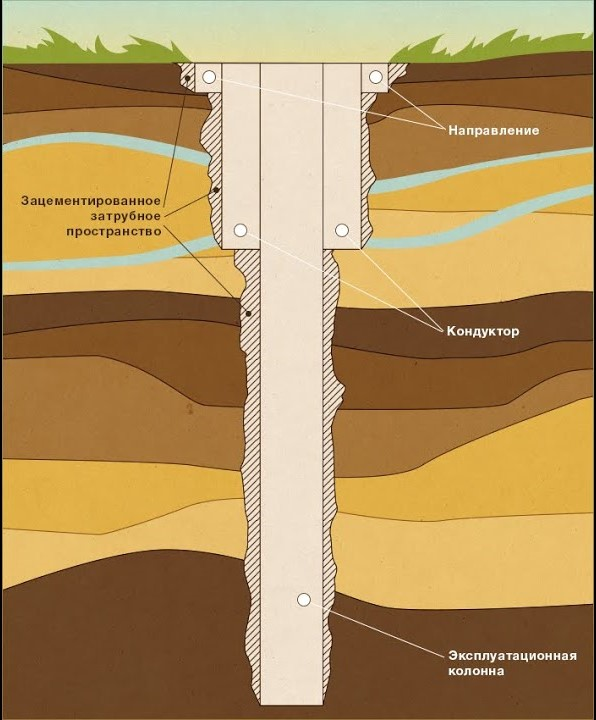 Направление
Зацементированное
затрубное
пространство
Кондуктор
Эксплуатационная
колонна